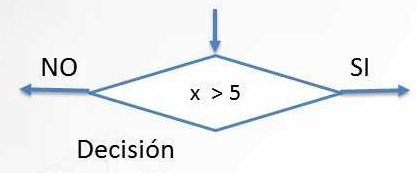 NO
SI
x > 5
Decisión